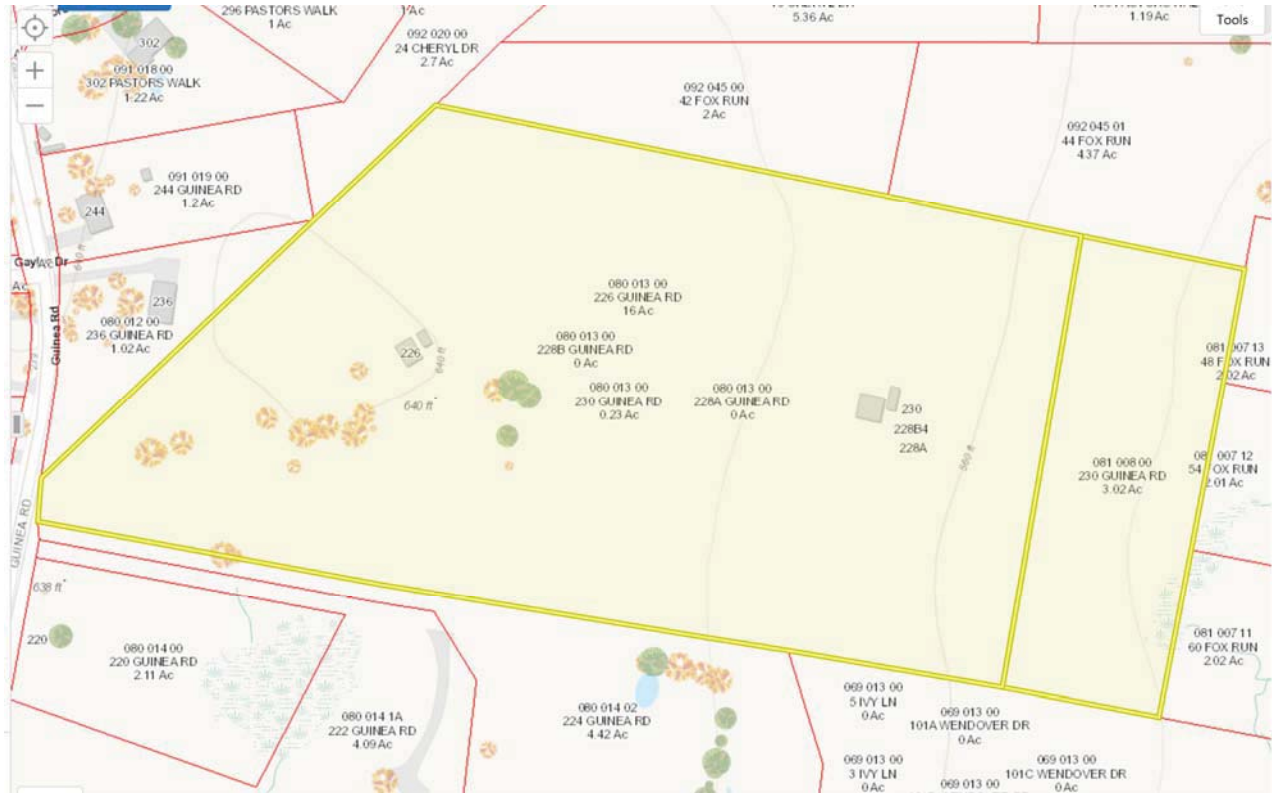 296 PASTORS WALK
1 Ac
092 020 00
24 CHERYL DR
2.7 Ac
5.36 Ac
1.19 Ac
Tools
302
091 018 00
302 PASTORS WALK
1.22 Ac
092 045 00
42 FOX RUN
2 Ac
092 045 01
44 FOX RUN
4.37 Ac
091 019 00
244 GUINEA RD
1.2 Ac
244
Gaylor Dr
Ac
236
080 012 00
236 GUINEA RD
1.02 Ac
Guinea Rd
226
640 ft
640 ft
080 013 00
226 GUINEA RD
16 Ac
080 013 00
228B GUINEA RD
0 Ac
080 013 00
230 GUINEA RD
0.23 Ac
080 013 00
228A GUINEA RD
0 Ac
230
228B4
228A
660 ft
081 008 00
230 GUINEA RD
3.02 Ac
081 007 13
48 FOX RUN
2.02 Ac
081 007 12
54 FOX RUN
2.01 Ac
081 007 11
60 FOX RUN
2.02 Ac
GUINEA RD
638 ft
220
080 014 00
220 GUINEA RD
2.11 Ac
080 014 1A
222 GUINEA RD
4.09 Ac
080 014 02
224 GUINEA RD
4.42 Ac
069 013 00
5 IVY LN
0 Ac
069 013 00
101A WENDOVER DR
0 Ac
069 013 00
3 IVY LN
0 Ac
069 013 00
101C WENDOVER DR
0 Ac
069 013 00